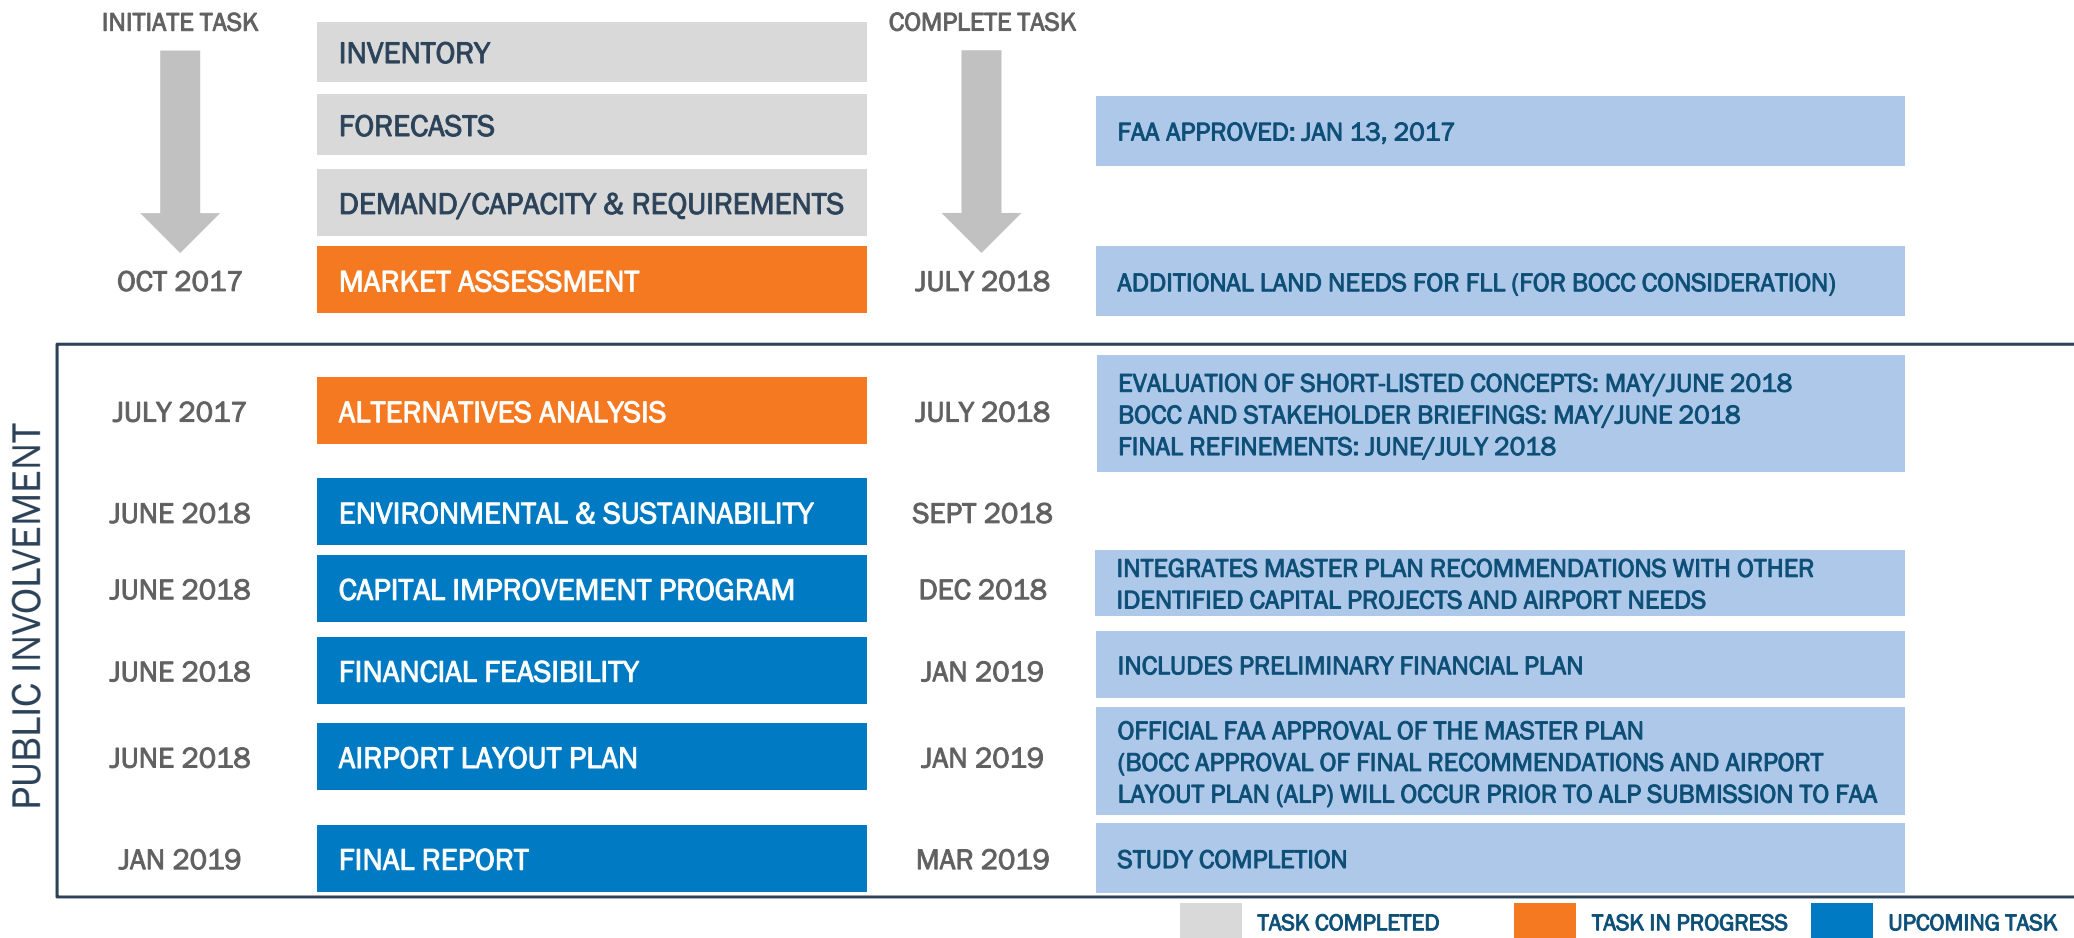 INITIATE TASK
COMPLETE TASK
INVENTORY
FORECASTS
FAA APPROVED: JAN 13, 2017
DEMAND/CAPACITY & REQUIREMENTS
OCT 2017
MARKET ASSESSMENT
JULY 2018
ADDITIONAL LAND NEEDS FOR FLL (FOR BOCC CONSIDERATION)
PUBLIC INVOLVEMENT
JULY 2017
ALTERNATIVES ANALYSIS
JULY 2018
EVALUATION OF SHORT-LISTED CONCEPTS: MAY/JUNE 2018
BOCC AND STAKEHOLDER BRIEFINGS: MAY/JUNE 2018
FINAL REFINEMENTS: JUNE/JULY 2018
JUNE 2018
ENVIRONMENTAL & SUSTAINABILITY
SEPT 2018
JUNE 2018
CAPITAL IMPROVEMENT PROGRAM
DEC 2018
INTEGRATES MASTER PLAN RECOMMENDATIONS WITH OTHER
IDENTIFIED CAPITAL PROJECTS AND AIRPORT NEEDS
JUNE 2018
FINANCIAL FEASIBILITY
JAN 2019
INCLUDES PRELIMINARY FINANCIAL PLAN
JUNE 2018
AIRPORT LAYOUT PLAN
JAN 2019
OFFICIAL FAA APPROVAL OF THE MASTER PLAN
(BOCC APPROVAL OF FINAL RECOMMENDATIONS AND AIRPORT
LAYOUT PLAN (ALP) WILL OCCUR PRIOR TO ALP SUBMISSION TO FAA
JAN 2019
FINAL REPORT
MAR 2019
STUDY COMPLETION
TASK COMPLETED
TASK IN PROGRESS
UPCOMING TASK